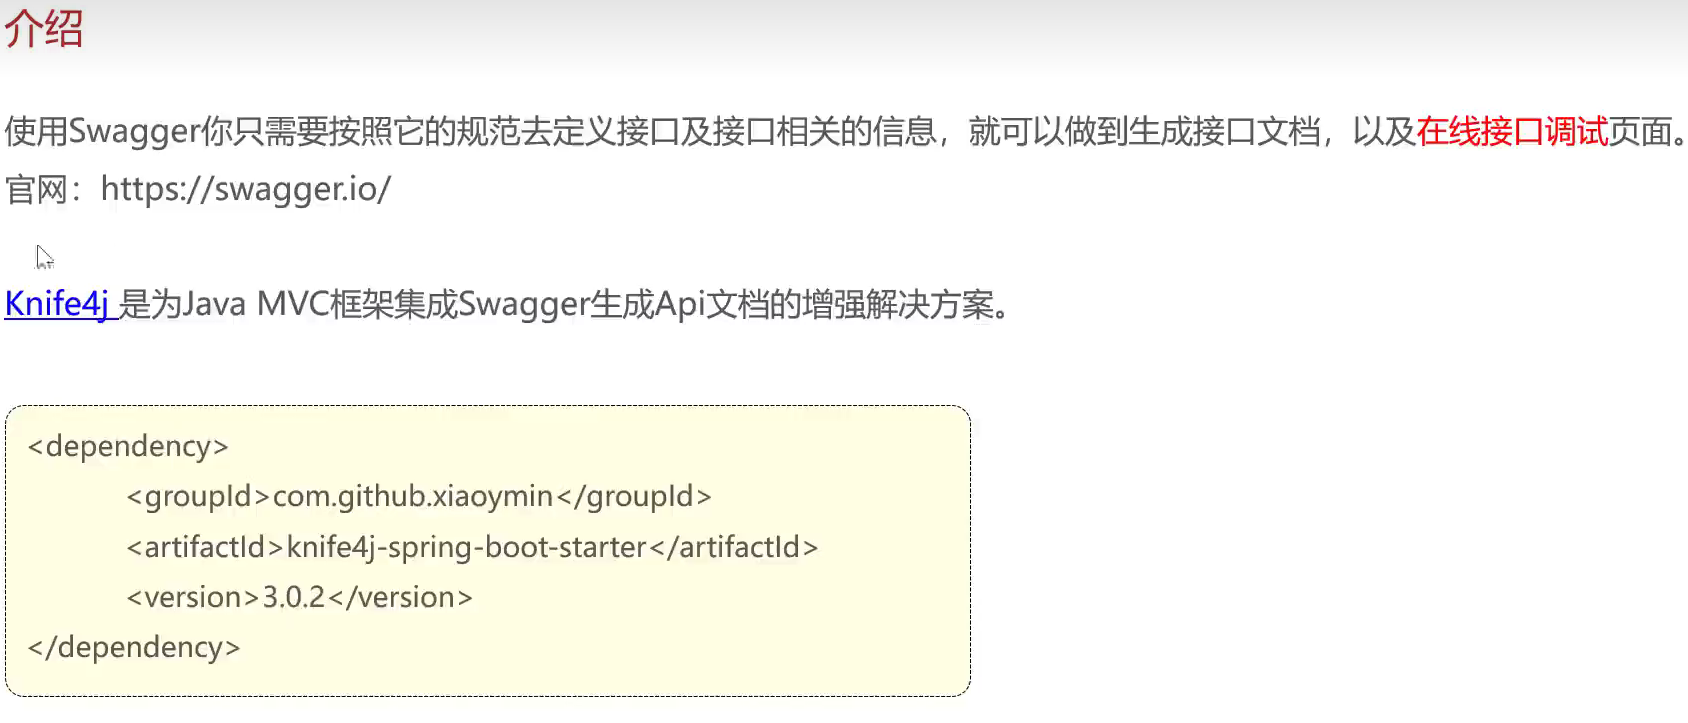 介绍
使用Swagger你只需要按照它的规范去定义接口及接口相关的信息，就可以做到生成接口文档，以及在线接口调试页面。
官网：https://swagger.io/
Knife4j 是为Java MVC框架集成Swagger生成Api文档的增强解决方案。
<dependency>
<groupId>com.github.xiaoymin</groupId>
<artifactId>knife4j-spring-boot-starter</artifactId>
<version>3.0.2</version>
</dependency>